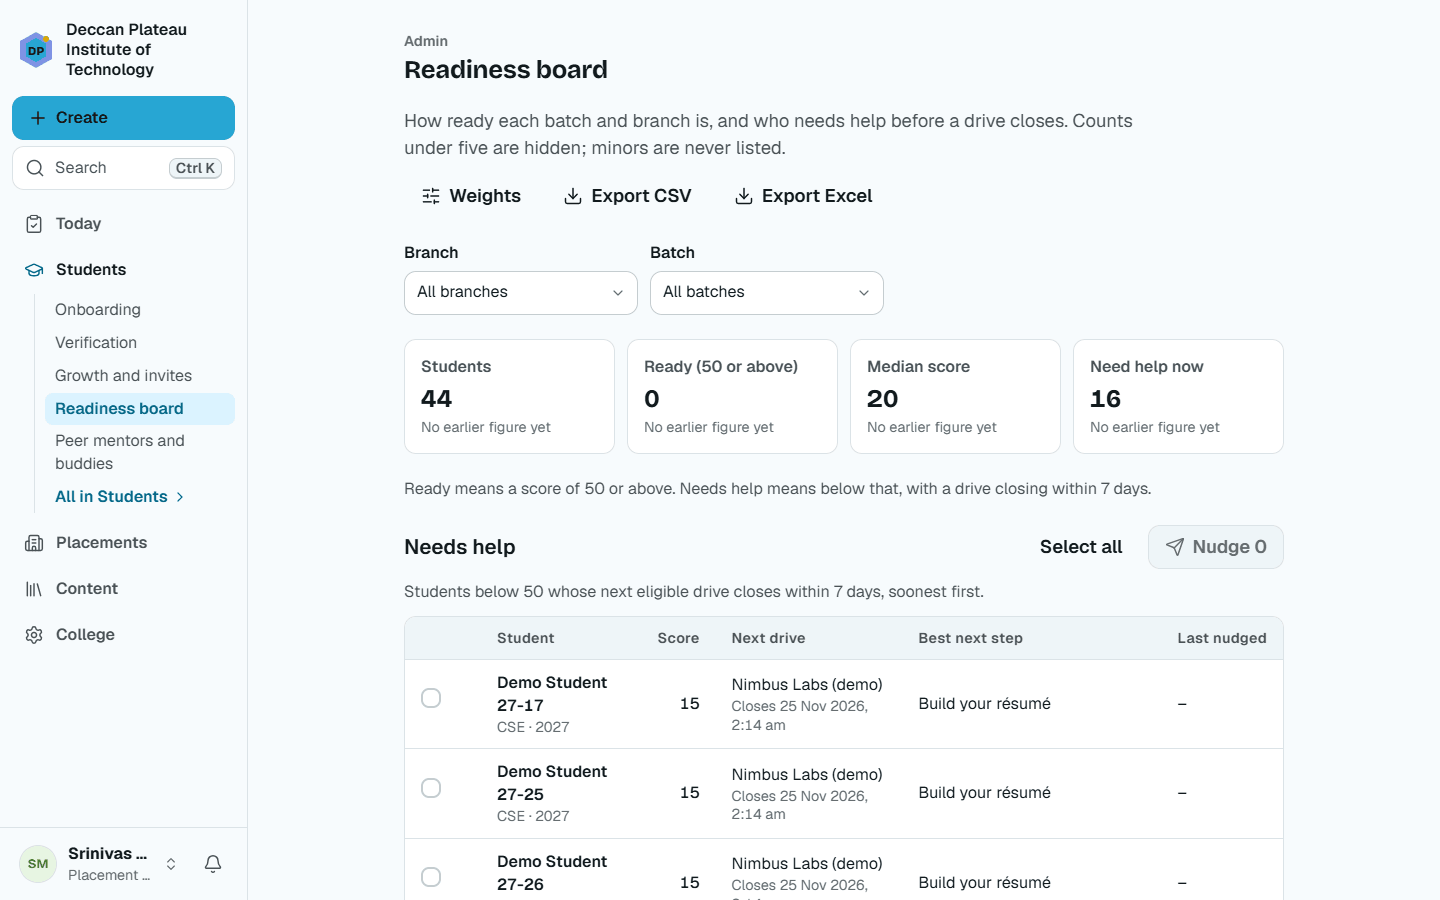 DP
Deccan Plateau
Institute of
Technology
Create
Search
Ctrl K
Today
Students
Onboarding
Verification
Growth and invites
Readiness board
Peer mentors and
buddies
All in Students
Placements
Content
College
SM
Srinivas ...
Placement ...
Admin
Readiness board
How ready each batch and branch is, and who needs help before a drive closes. Counts
under five are hidden; minors are never listed.
Weights
Export CSV
Export Excel
Branch
Batch
All branches
All batches
Students
44
No earlier figure yet
Ready (50 or above)
0
No earlier figure yet
Median score
20
No earlier figure yet
Need help now
16
No earlier figure yet
Ready means a score of 50 or above. Needs help means below that, with a drive closing within 7 days.
Needs help
Select all
Nudge 0
Students below 50 whose next eligible drive closes within 7 days, soonest first.
Student
Score
Next drive
Best next step
Last nudged
Demo Student
27-17
CSE · 2027
15
Nimbus Labs (demo)
Closes 25 Nov 2026,
2:14 am
Build your résumé
–
Demo Student
27-25
CSE · 2027
15
Nimbus Labs (demo)
Closes 25 Nov 2026,
2:14 am
Build your résumé
–
Demo Student
27-26
15
Nimbus Labs (demo)
Closes 25 Nov 2026,
Build your résumé
–